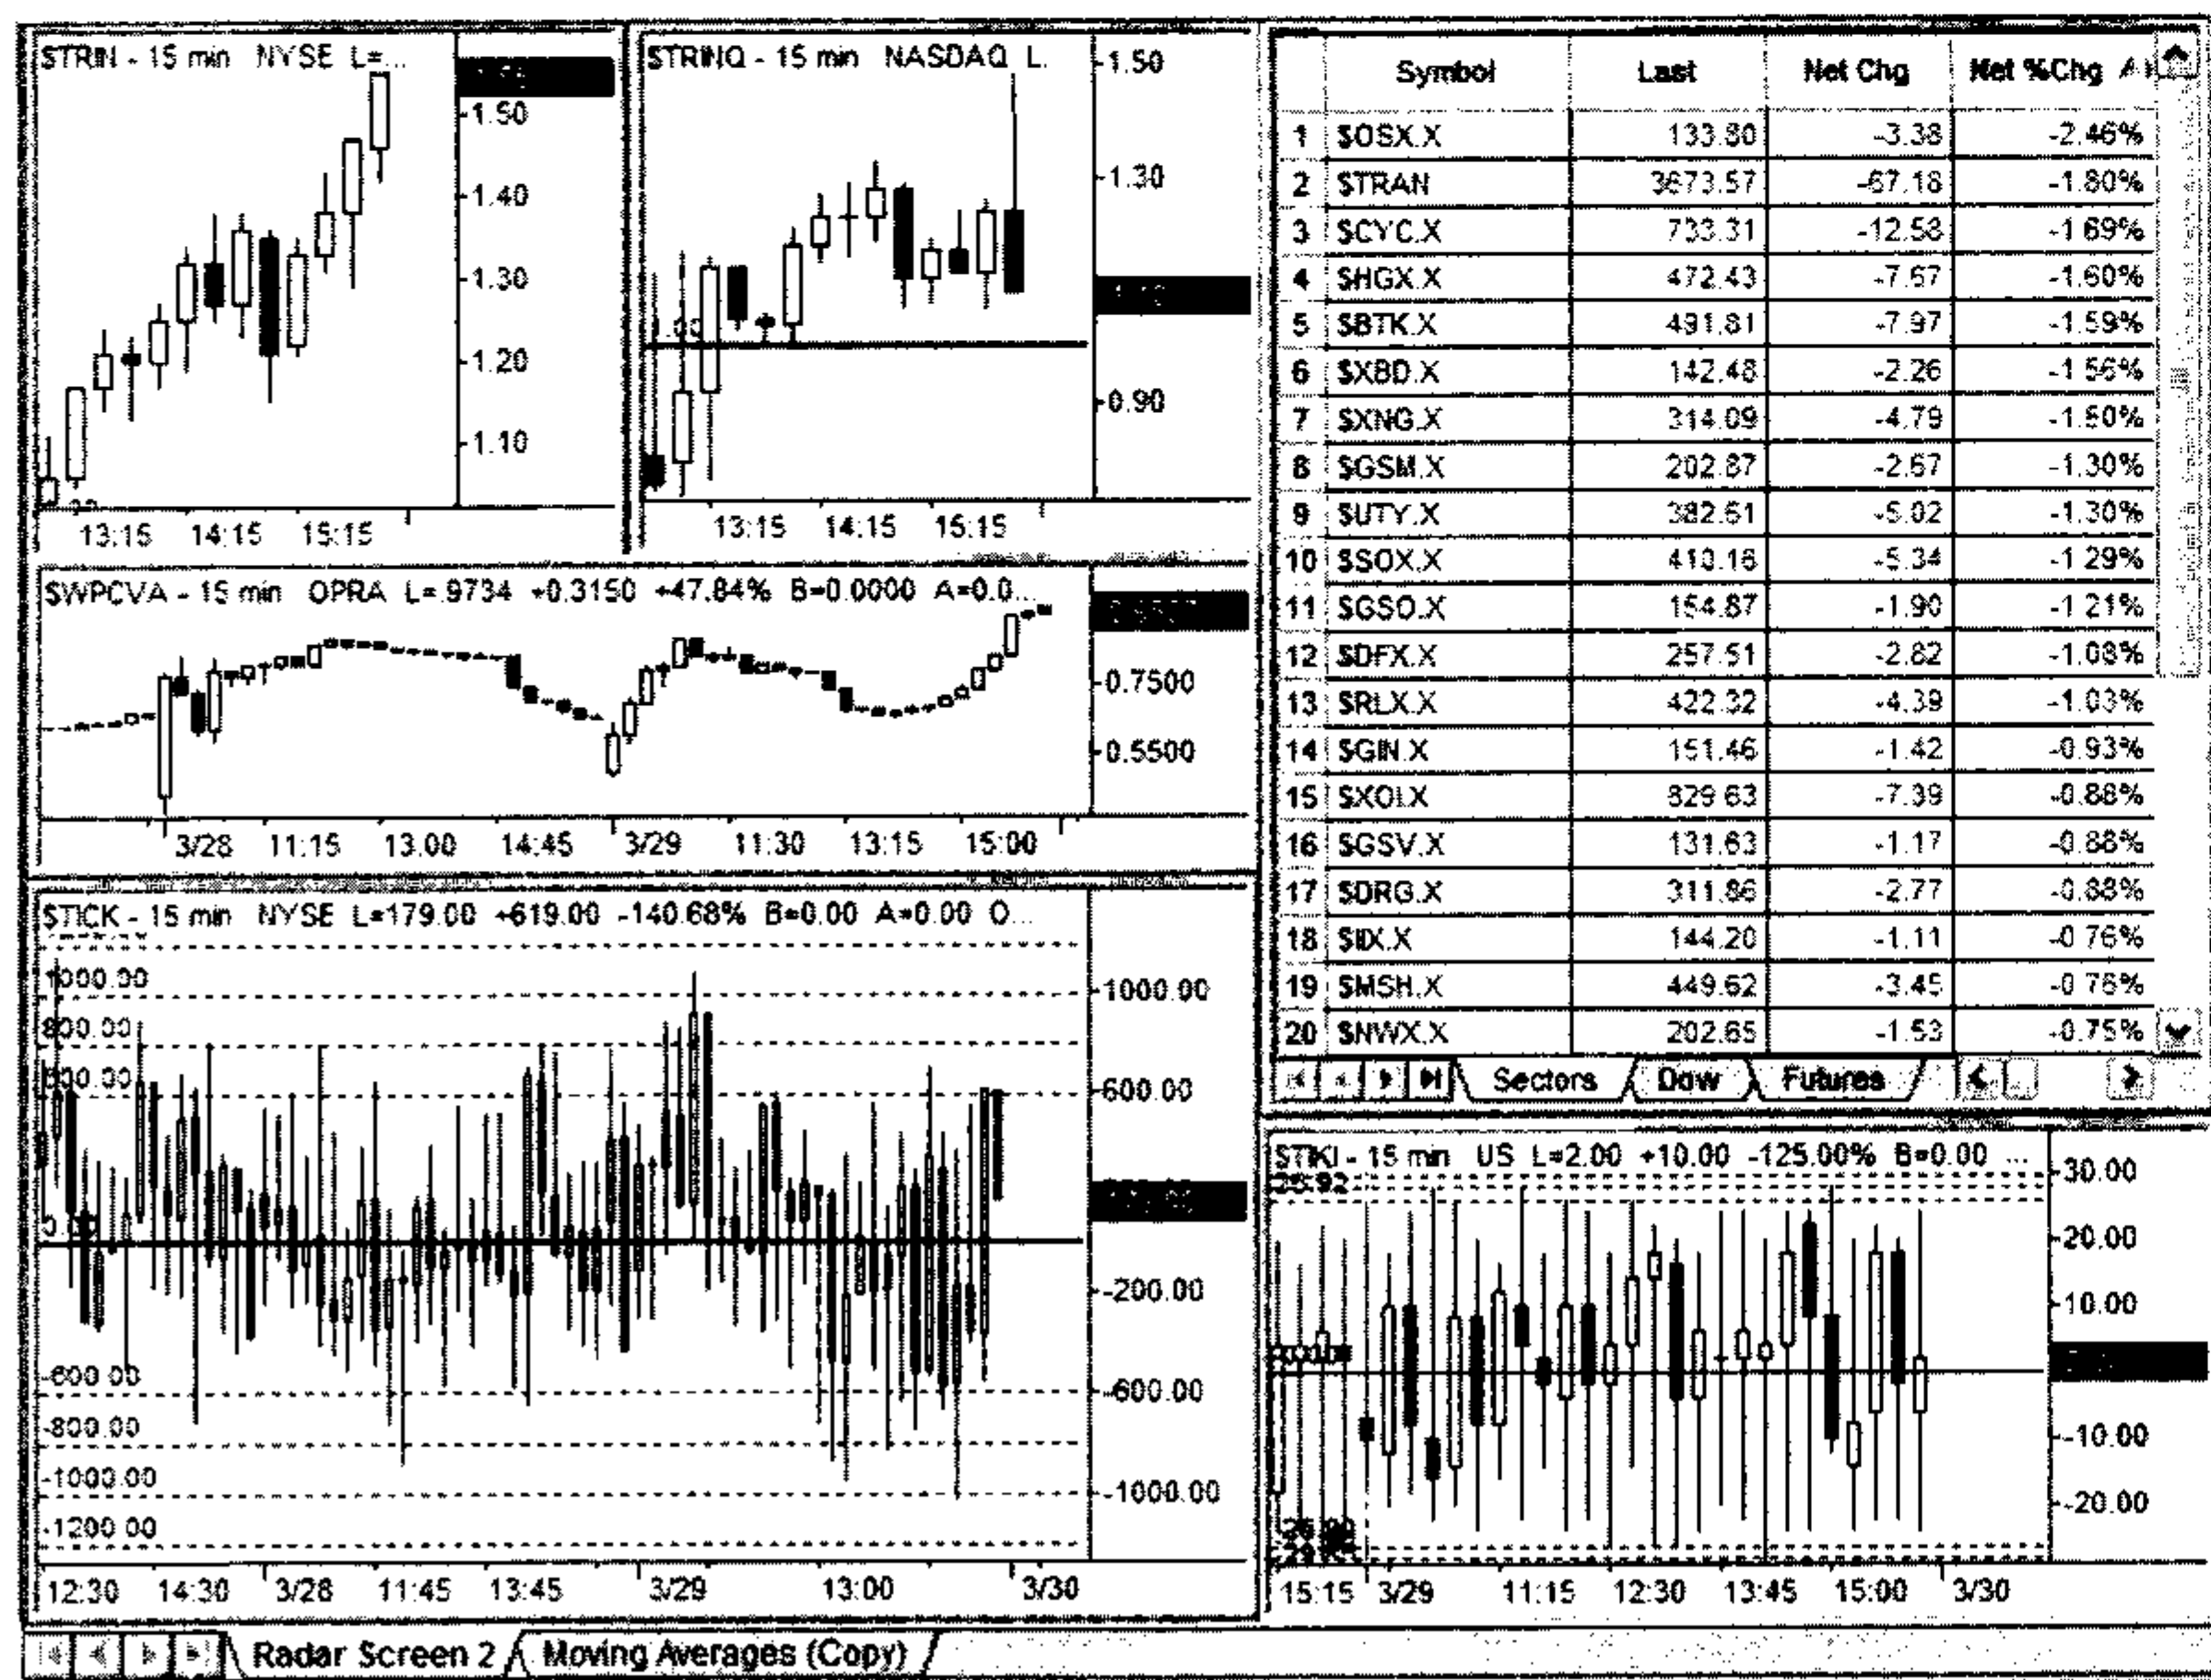 $TRIN - 15 min NYSE L=...
1.50
1.40
1.30
1.20
1.10
13:15 14:15 15:15
$TRINQ - 15 min NASDAQ L.
1.50
1.30
0.90
13:15 14:15 15:15
$WPCVA - 15 min OPRA L=.9734 +0.3150 +47.84% B=0.0000 A=0.0...
0.7500
0.5500
3/28 11:15 13:00 14:45 3/29 11:30 13:15 15:00
$TICK - 15 min NYSE L=179.00 +619.00 -140.68% B=0.00 A=0.00 O...
1000.00
800.00
600.00
-600.00
-800.00
-1000.00
-1200.00
1000.00
600.00
-200.00
-600.00
-1000.00
12:30 14:30 3/28 11:45 13:45 3/29 13:00 3/30
Symbol Last Net Chg Net %Chg
1 $OSX.X 133.80 -3.38 -2.46%
2 $TRAN 3673.57 -67.18 -1.80%
3 $CYC.X 733.31 -12.58 -1.69%
4 $HGX.X 472.43 -7.67 -1.60%
5 $BTK.X 491.81 -7.97 -1.59%
6 $XBD.X 142.48 -2.26 -1.56%
7 $XNG.X 314.09 -4.79 -1.50%
8 $GSM.X 202.87 -2.67 -1.30%
9 $UTY.X 382.61 -5.02 -1.30%
10 $SOX.X 410.16 -5.34 -1.29%
11 $GSO.X 154.87 -1.90 -1.21%
12 $DFX.X 257.51 -2.82 -1.08%
13 $RLX.X 422.32 -4.39 -1.03%
14 $GIN.X 151.46 -1.42 -0.93%
15 $XOI.X 829.63 -7.39 -0.88%
16 $GSV.X 131.63 -1.17 -0.88%
17 $DRG.X 311.86 -2.77 -0.88%
18 $IIX.X 144.20 -1.11 -0.76%
19 $MSH.X 449.62 -3.45 -0.76%
20 $NWX.X 202.65 -1.53 -0.75%
Sectors Dow Futures
$TIKI - 15 min US L=2.00 +10.00 -125.00% B=0.00 ...
30.00
20.00
10.00
-10.00
-20.00
15:15 3/29 11:15 12:30 13:45 15:00 3/30
Radar Screen 2 Moving Averages (Copy)